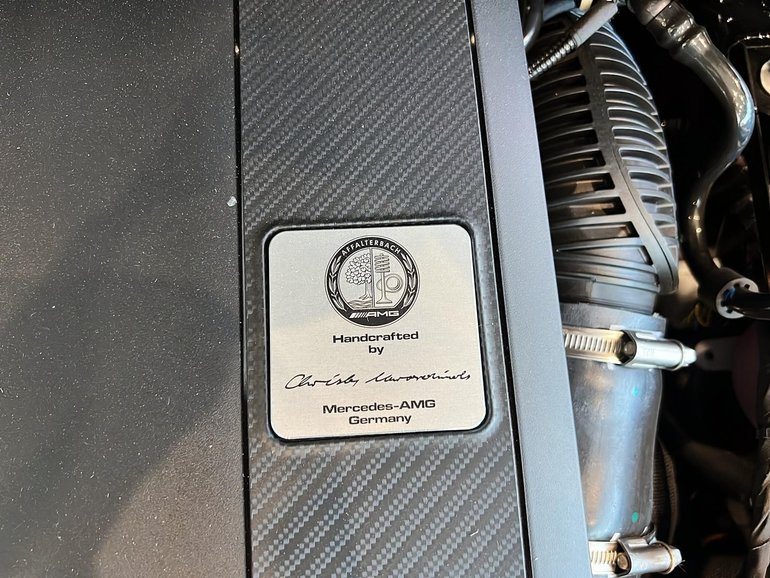 AFFALTERBACH
AMG
Handcrafted
by
Mercedes-AMG
Germany